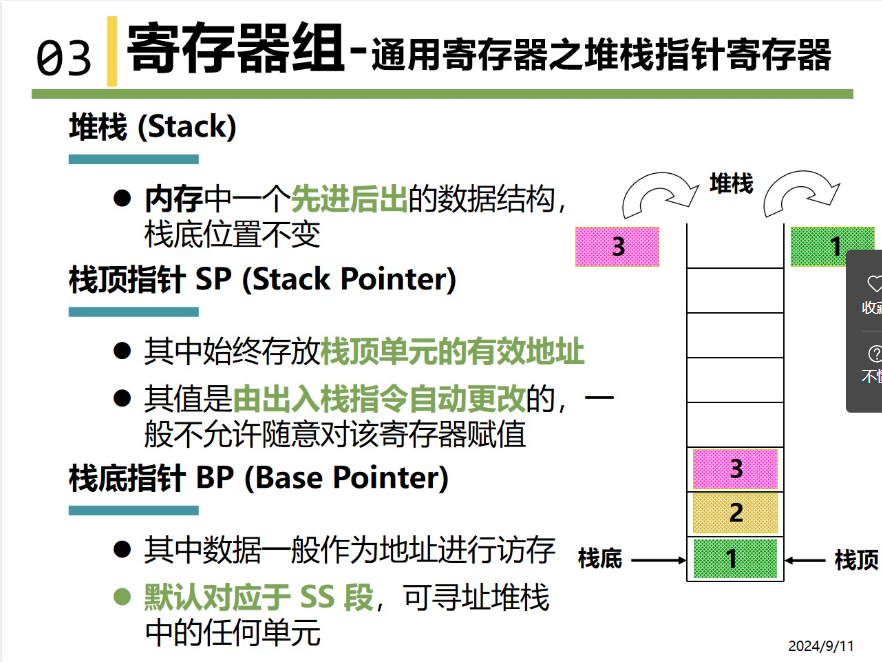 03
寄存器组-通用寄存器之堆栈指针寄存器
堆栈 (Stack)
● 内存中一个先进后出的数据结构，
栈底位置不变
栈顶指针 SP (Stack Pointer)
● 其中始终存放栈顶单元的有效地址
● 其值是由出入栈指令自动更改的，一
般不允许随意对该寄存器赋值
栈底指针 BP (Base Pointer)
● 其中数据一般作为地址进行访存
● 默认对应于 SS 段，可寻址堆栈
中的任何单元
堆栈
3
1
3
2
1
栈底
栈顶
收
不
2024/9/11